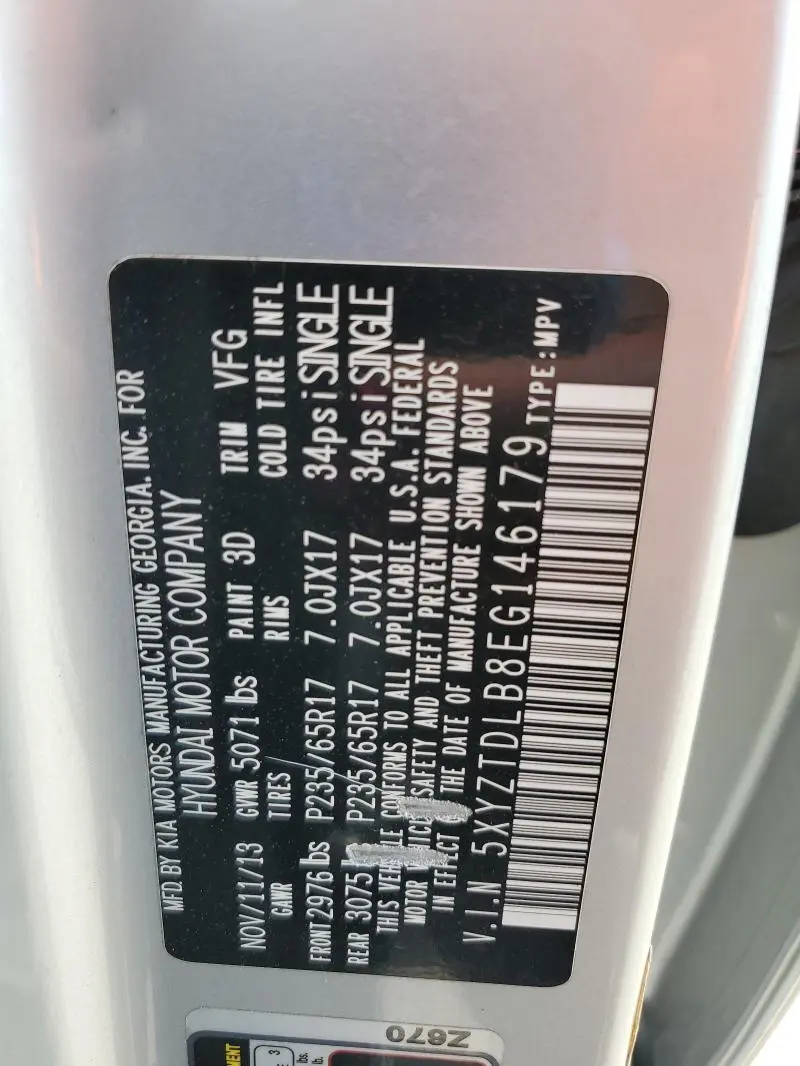 MFD. BY KIA MOTORS MANUFACTURING GEORGIA. INC. FOR
HYUNDAI MOTOR COMPANY
NOV/11/13 GVWR 5071 lbs PAINT 3D TRIM VFG
GAWR TIRES RIMS COLD TIRE INFL
FRONT 2976 lbs P235/65R17 7.0JX17 34psi SINGLE
REAR 3075 P235/65R17 7.0JX17 34psi SINGLE
THIS CONFORMS TO ALL APPLICABLE U.S.A. FEDERAL
MOTOR SAFETY AND THEFT PREVENTION STANDARDS
IN EFFECT THE DATE OF MANUFACTURE SHOWN ABOVE
V.I.N 5XYZTDLB8EG146179 TYPE:MPV
Z670
3
lbs.
lb.